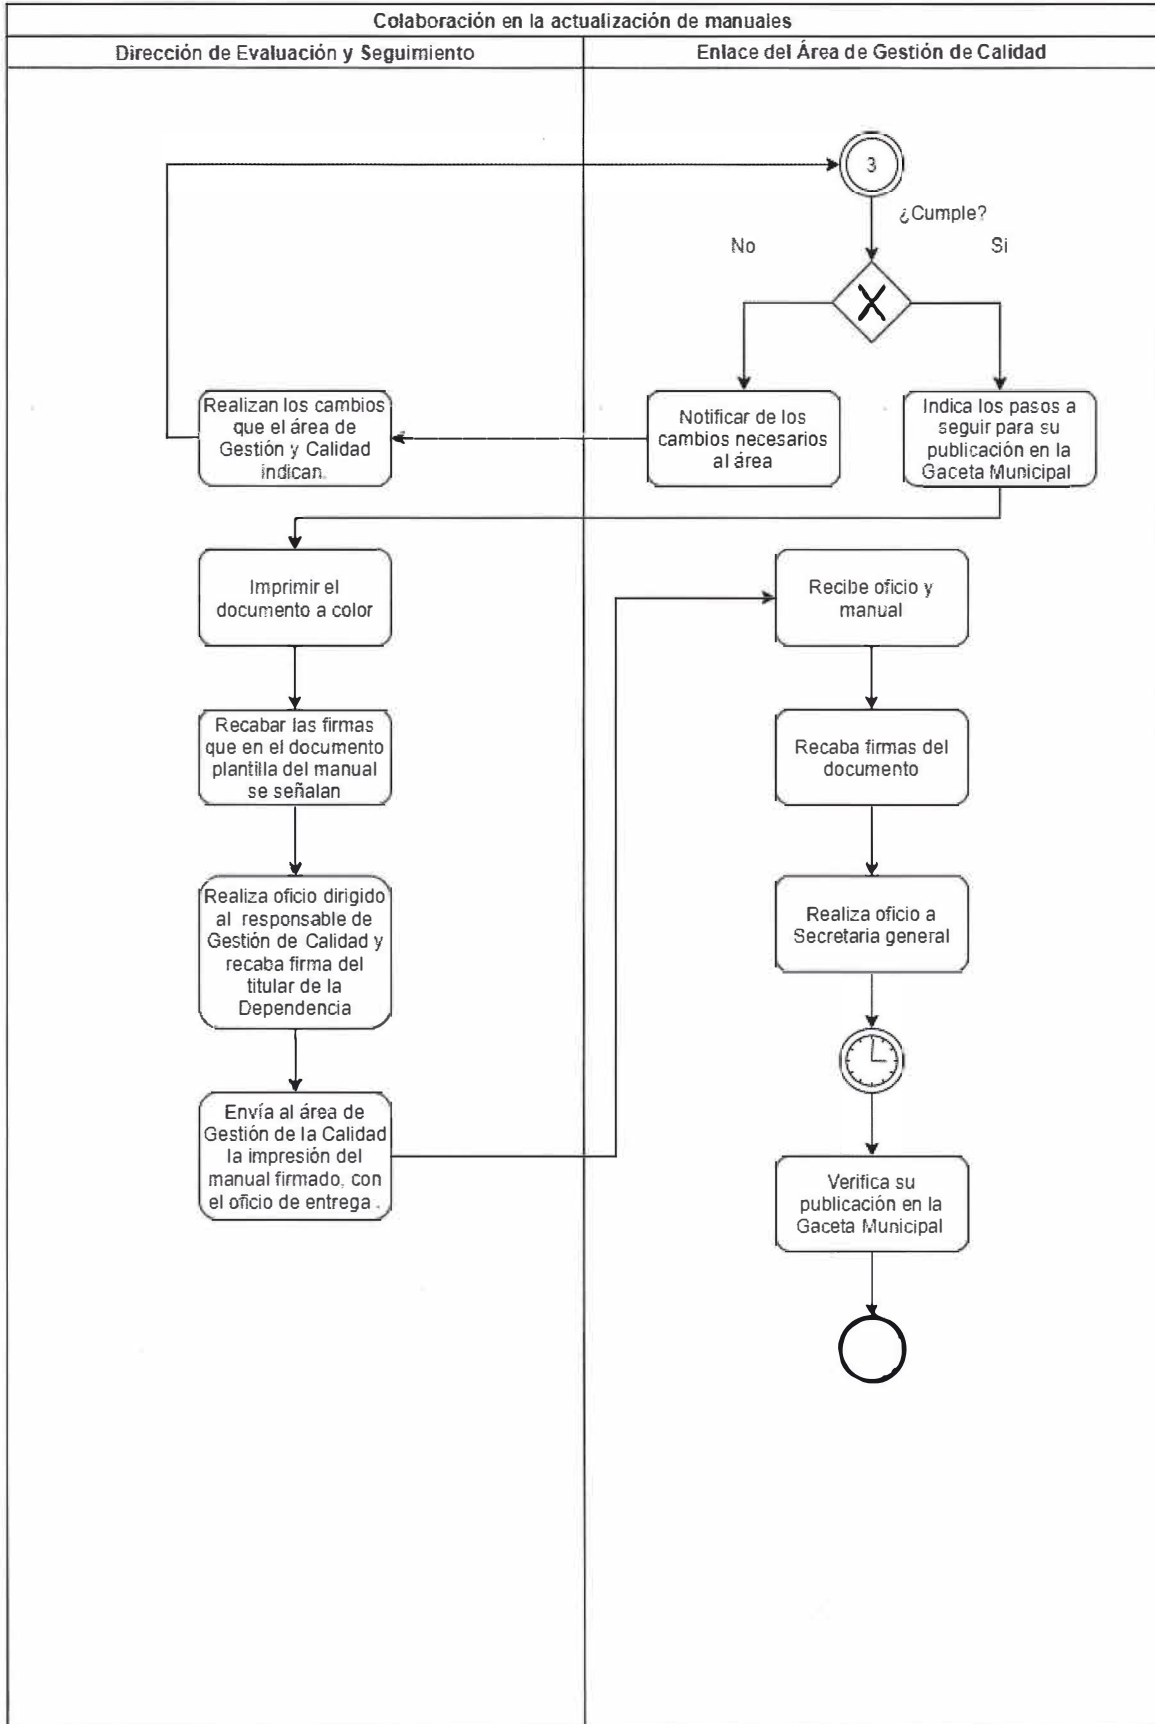 Colaboración en la actualización de manuales
Dirección de Evaluación y Seguimiento
Enlace del Área de Gestión de Calidad
3
¿Cumple?
No
Si
X
Realizan los cambios
que el área de
Gestión y Calidad
indican.
Notificar de los
cambios necesarios
al área
Indica los pasos a
seguir para su
publicación en la
Gaceta Municipal
Imprimir el
documento a color
Recibe oficio y
manual
Recabar las firmas
que en el documento
plantilla del manual
se señalan
Recaba firmas del
documento
Realiza oficio dirigido
al responsable de
Gestión de Calidad y
recaba firma del
titular de la
Dependencia
Realiza oficio a
Secretaria general
Envía al área de
Gestión de la Calidad
la impresión del
manual firmado, con
el oficio de entrega .
Verifica su
publicación en la
Gaceta Municipal